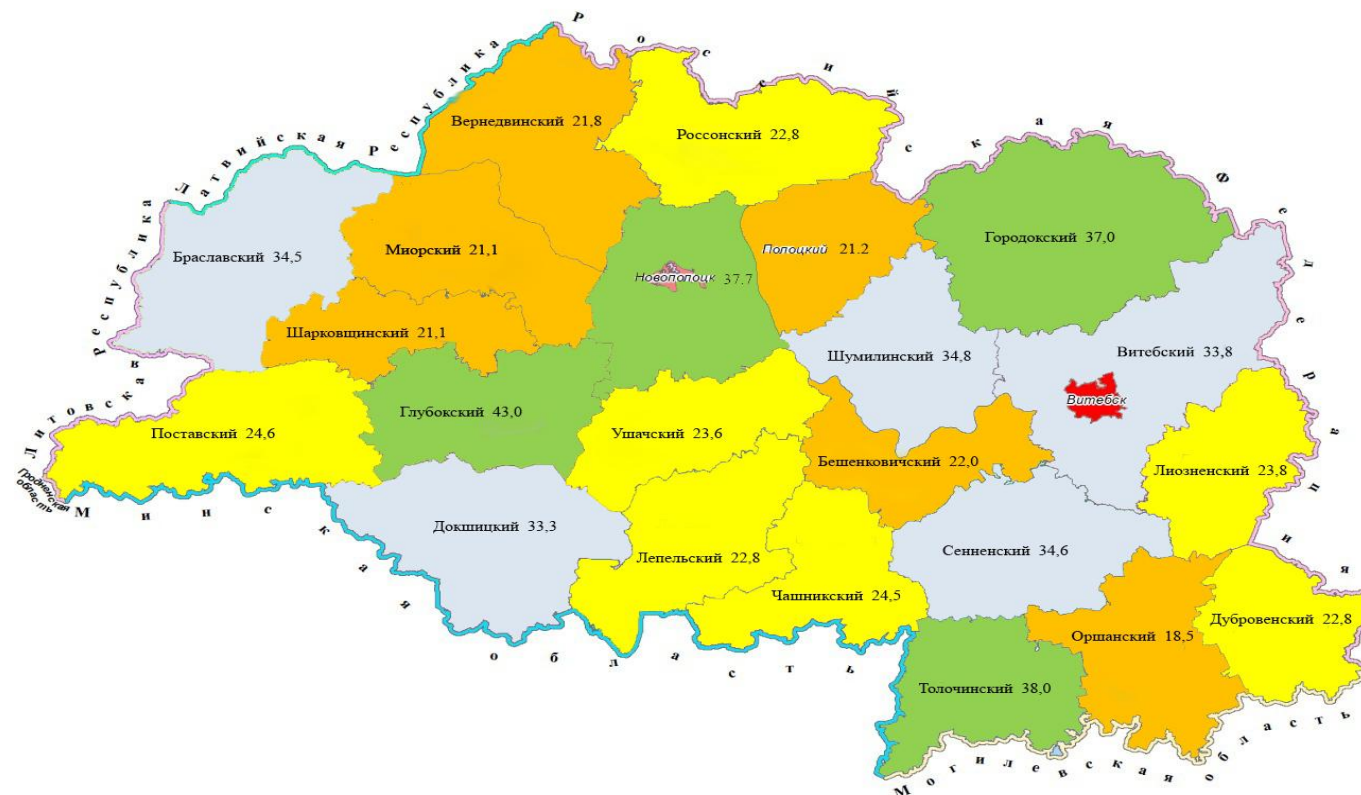 Российская Федерация
Латвийская Республика
Литовская Республика
Гродненская
область
Минская область
Могилевская область
Вернедвинский 21,8
Россонский 22,8
Браславский 34,5
Миорский 21,1
Полоцкий 21.2
Городокский 37,0
Новополоцк 37.7
Шарковщинский 21,1
Шумилинский 34,8
Витебский 33,8
Витебск
Глубокский 43,0
Поставский 24,6
Ушачский 23,6
Бешенковичский 22,0
Лиозненский 23,8
Докшицкий 33,3
Лепельский 22,8
Сенненский 34,6
Чашникский 24,5
Дубровенский 22,8
Оршанский 18,5
Толочинский 38,0